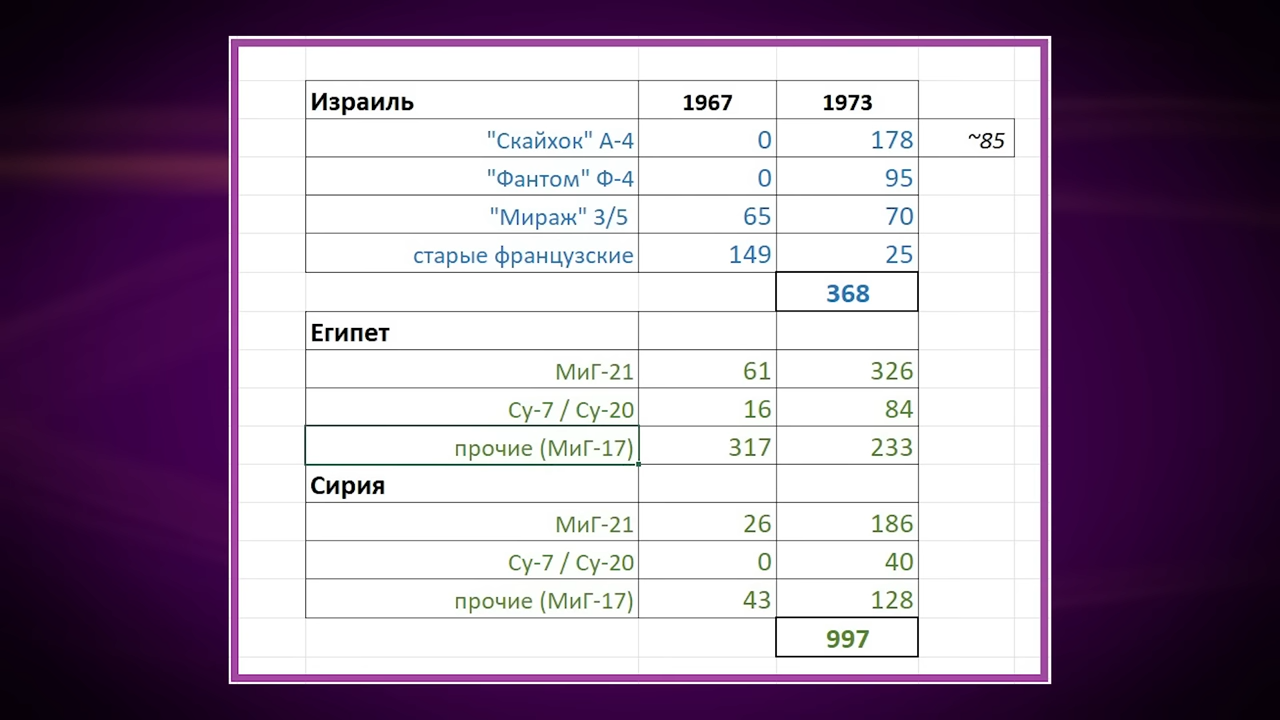 Израиль 1967 1973
"Скайхок" А-4 0 178 ~85
"Фантом" Ф-4 0 95
"Мираж" 3/5 65 70
старые французские 149 25
368
Египет
МиГ-21 61 326
Су-7 / Су-20 16 84
прочие (МиГ-17) 317 233
Сирия
МиГ-21 26 186
Су-7 / Су-20 0 40
прочие (МиГ-17) 43 128
997